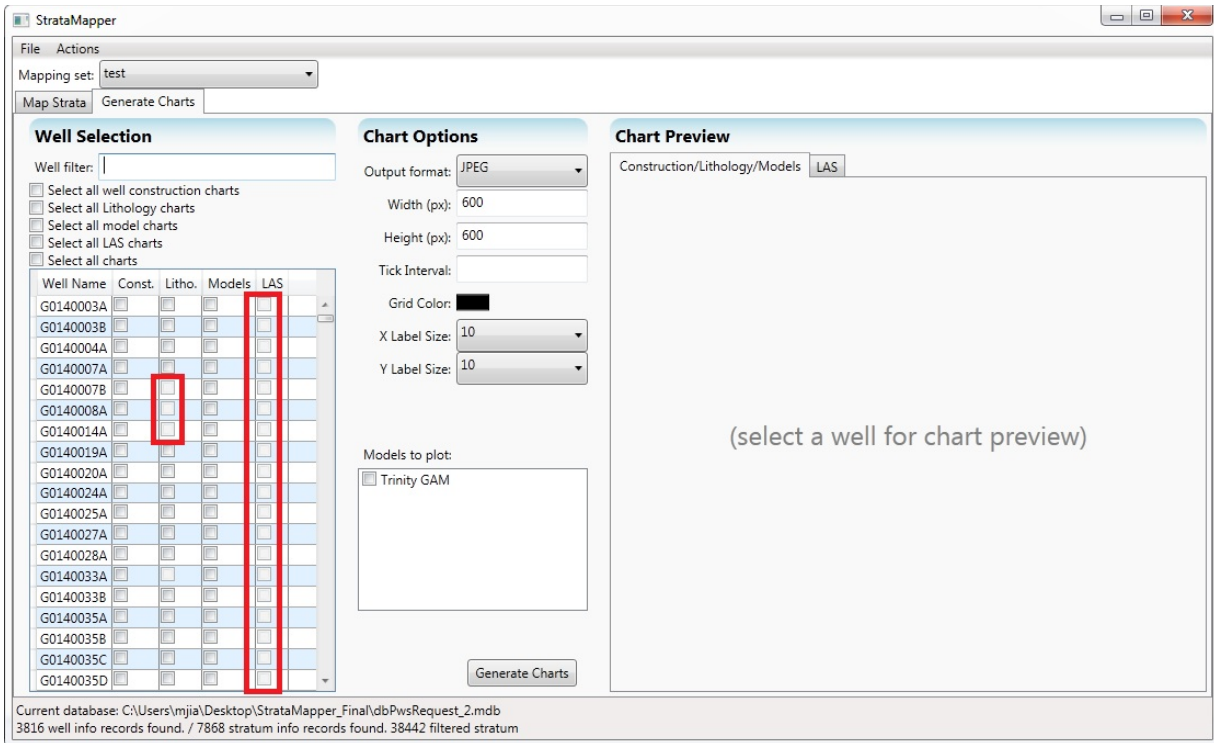 StrataMapper
File Actions
Mapping set: test
Map Strata Generate Charts
Well Selection
Well filter:
Select all well construction charts
Select all Lithology charts
Select all model charts
Select all LAS charts
Select all charts
Well Name Const. Litho. Models LAS
G0140003A
G0140003B
G0140004A
G0140007A
G0140007B
G0140008A
G0140014A
G0140019A
G0140020A
G0140024A
G0140025A
G0140027A
G0140028A
G0140033A
G0140033B
G0140035A
G0140035B
G0140035C
G0140035D
Chart Options
Output format: JPEG
Width (px): 600
Height (px): 600
Tick Interval:
Grid Color:
X Label Size: 10
Y Label Size: 10
Models to plot:
Trinity GAM
Generate Charts
Chart Preview
Construction/Lithology/Models LAS
(select a well for chart preview)
Current database: C:\Users\mjia\Desktop\StrataMapper_Final\dbPwsRequest_2.mdb
3816 well info records found. / 7868 stratum info records found. 38442 filtered stratum